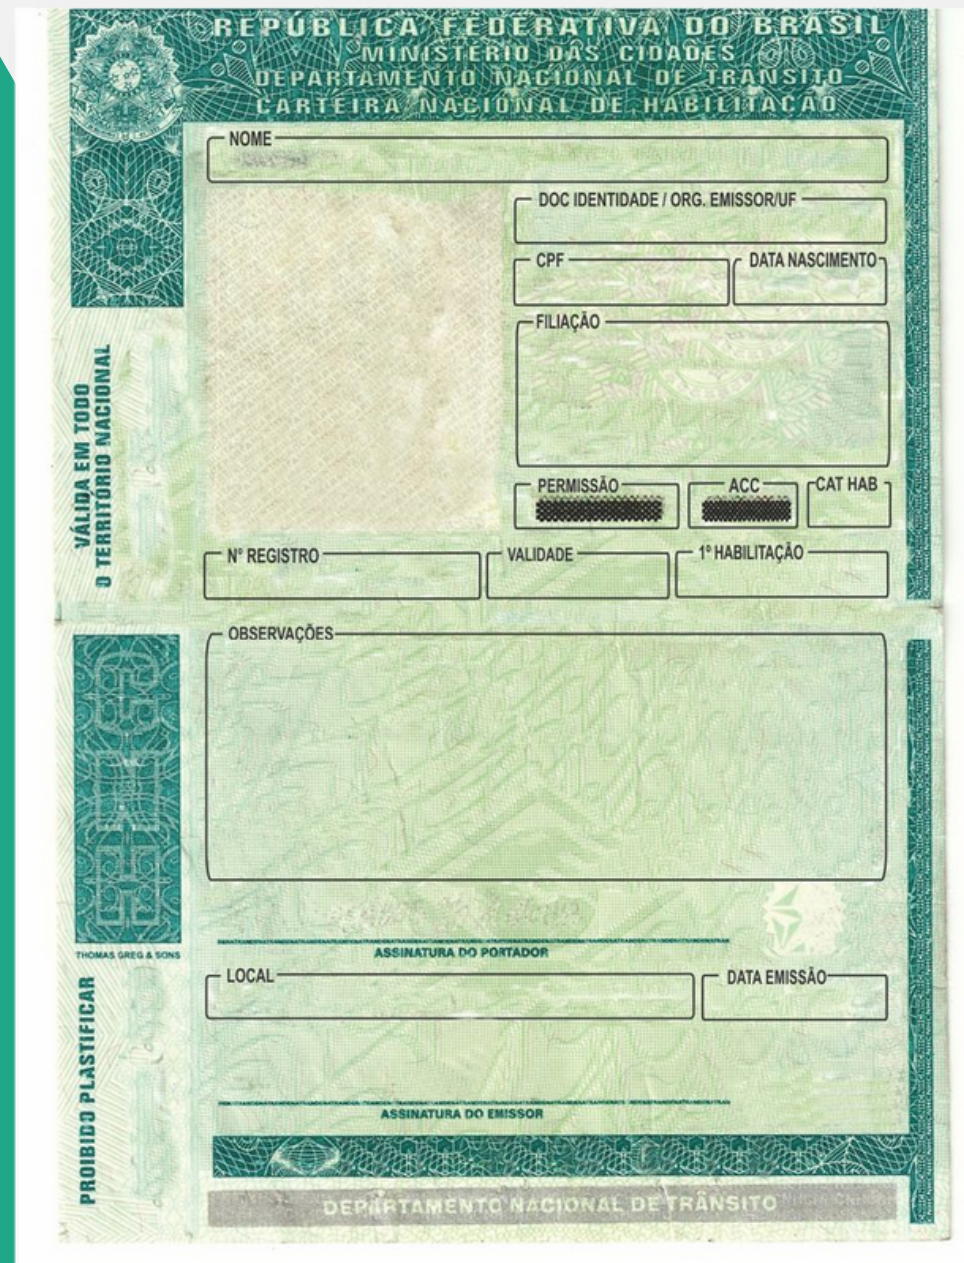 REPÚBLICA FEDERATIVA DO BRASIL
MINISTÉRIO DAS CIDADES
DEPARTAMENTO NACIONAL DE TRÂNSITO
CARTEIRA NACIONAL DE HABILITAÇÃO
NOME
DOC IDENTIDADE / ORG. EMISSOR/UF
CPF
DATA NASCIMENTO
FILIAÇÃO
PERMISSÃO
ACC
CAT HAB
Nº REGISTRO
VALIDADE
1º HABILITAÇÃO
VÁLIDA EM TODO
O TERRITÓRIO NACIONAL
OBSERVAÇÕES
THOMAS GREG & SONS
ASSINATURA DO PORTADOR
LOCAL
DATA EMISSÃO
ASSINATURA DO EMISSOR
PROIBIDO PLASTIFICAR
DEPARTAMENTO NACIONAL DE TRÂNSITO